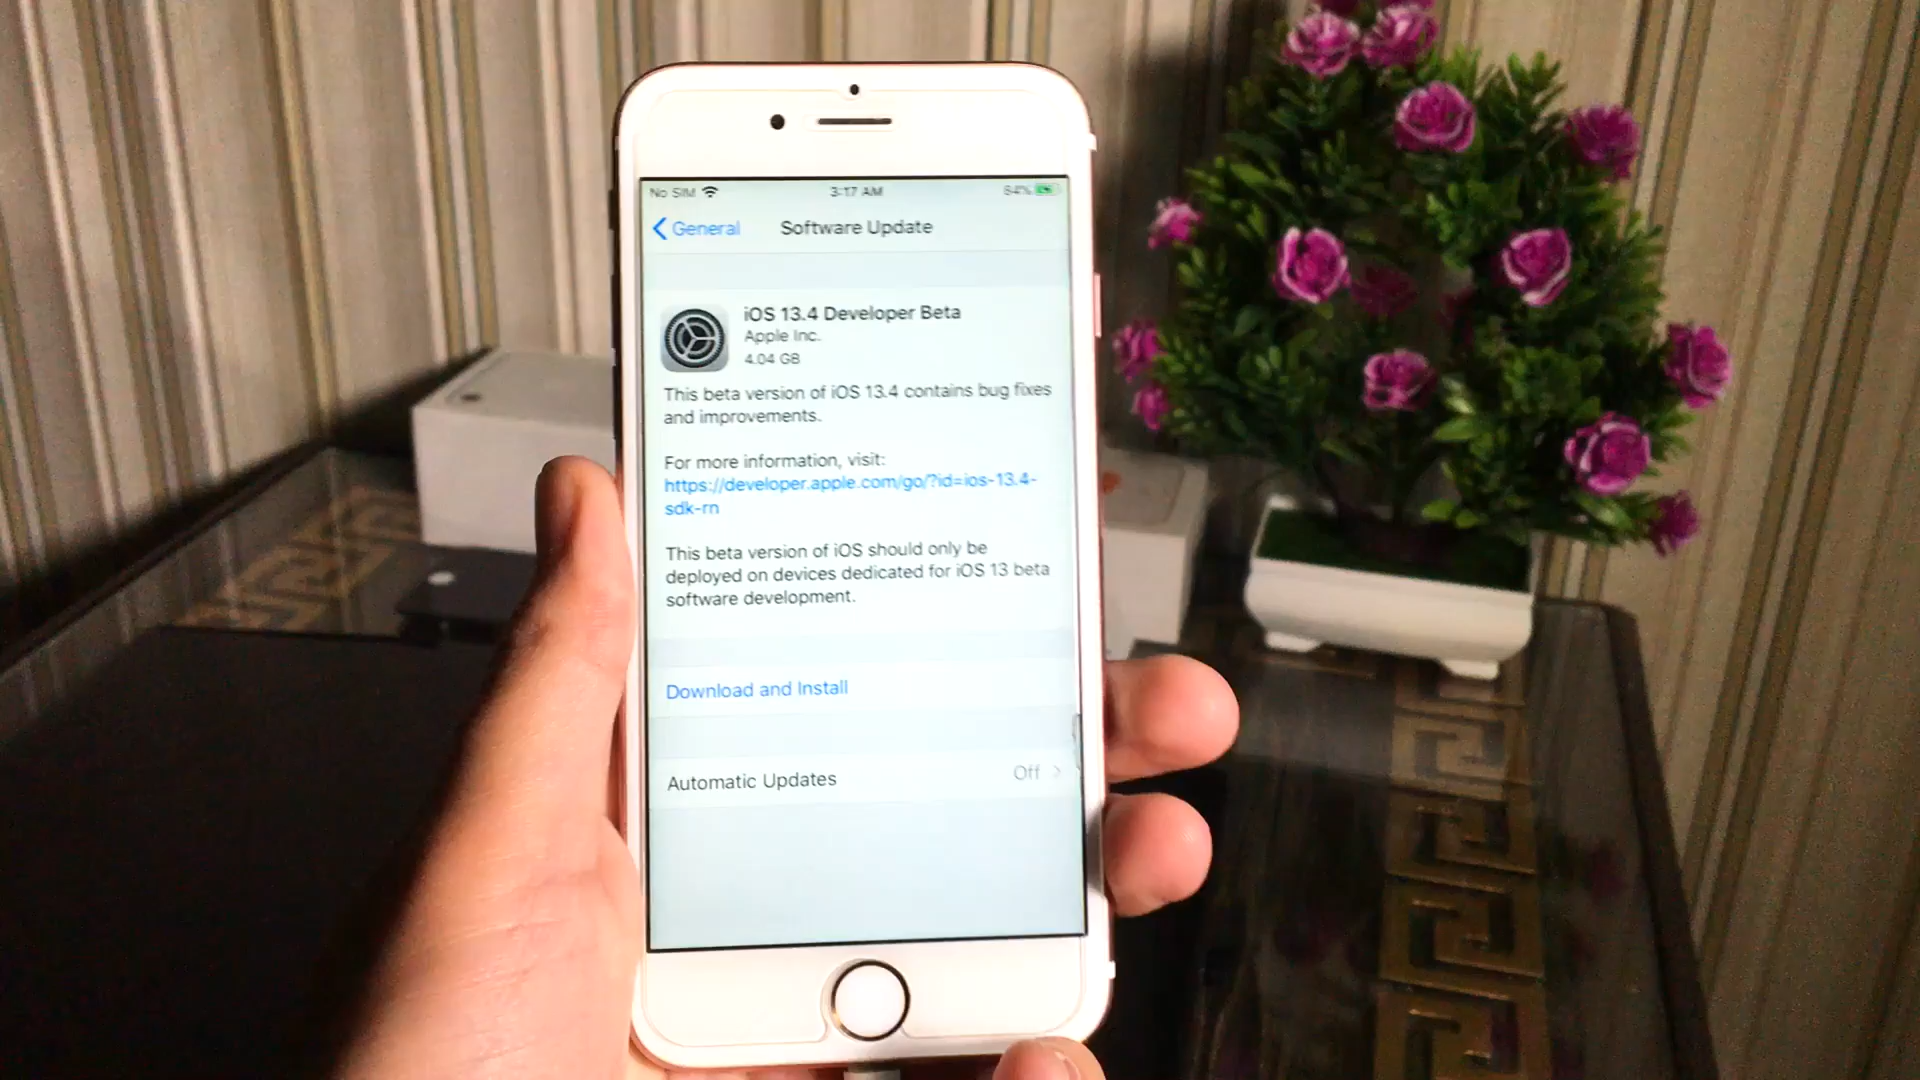 No SIM 3:17 AM 64%
General Software Update
iOS 13.4 Developer Beta
Apple Inc.
4.04 GB
This beta version of iOS 13.4 contains bug fixes
and improvements.
For more information, visit:
https://developer.apple.com/go/?id=ios-13.4-
sdk-rn
This beta version of iOS should only be
deployed on devices dedicated for iOS 13 beta
software development.
Download and Install
Automatic Updates Off